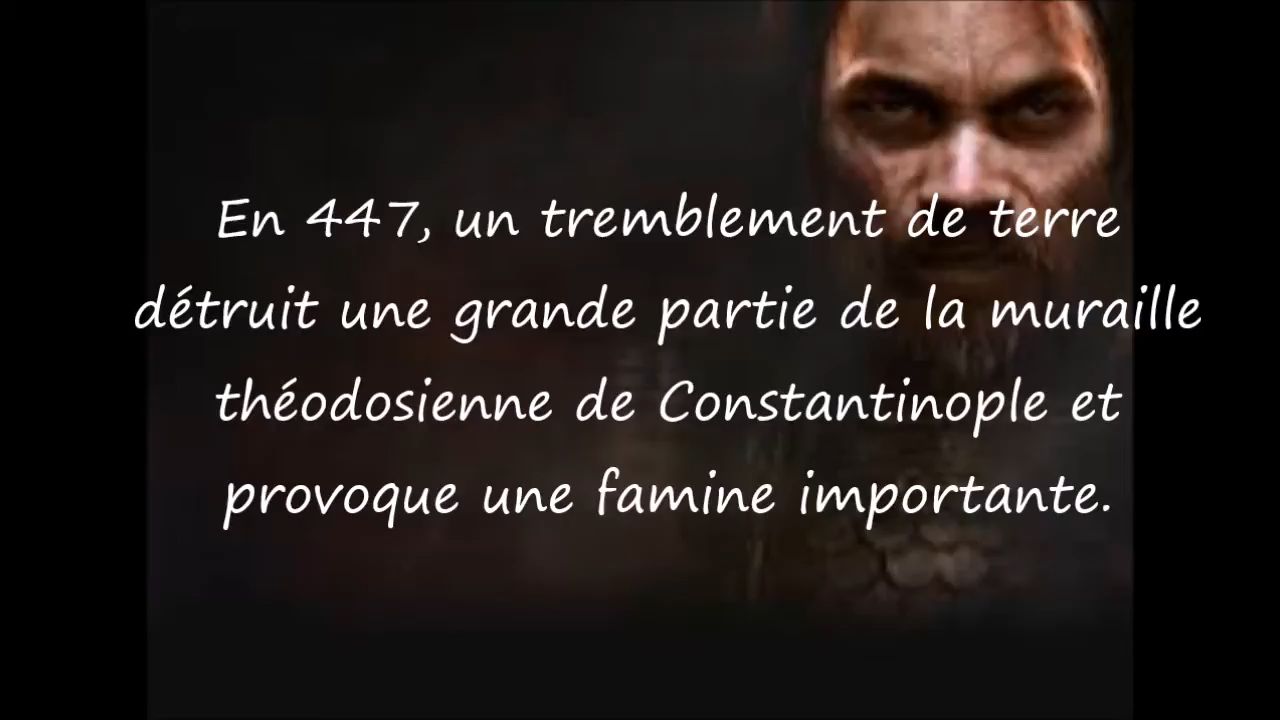 En 447, un tremblement de terre
détruit une grande partie de la muraille
théodosienne de Constantinople et
provoque une famine importante.